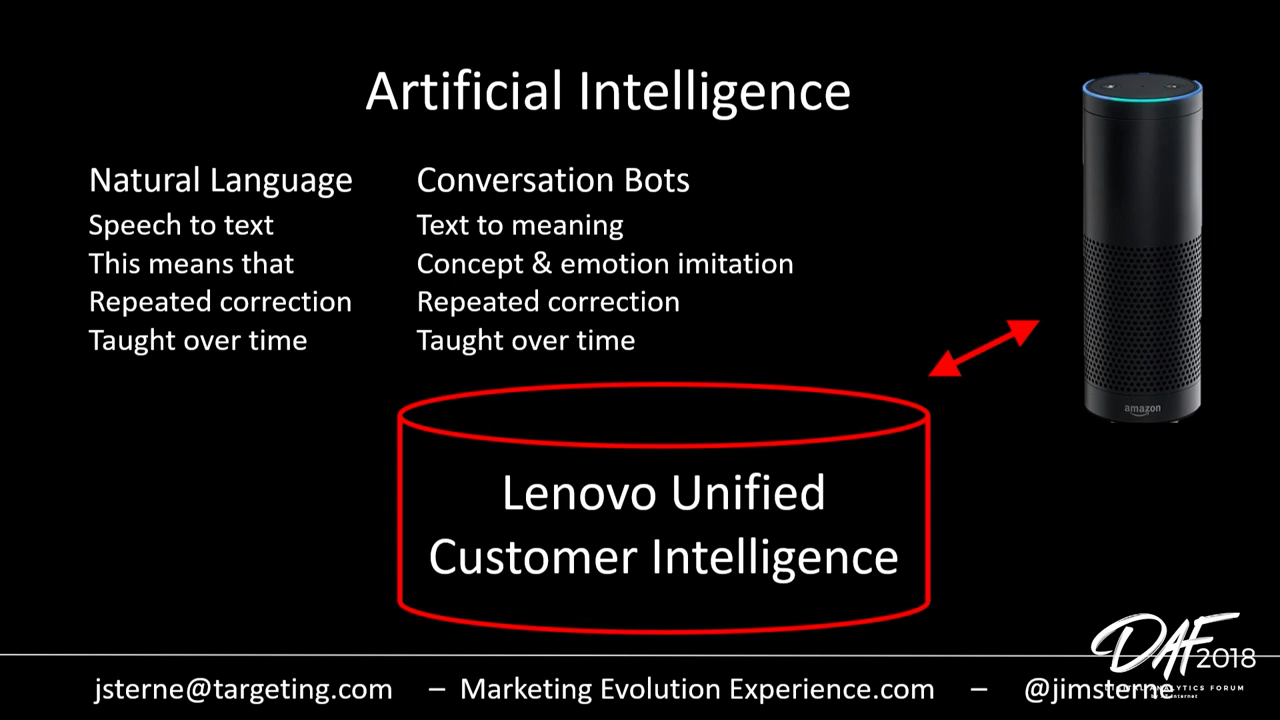 Artificial Intelligence
Natural Language
Speech to text
This means that
Repeated correction
Taught over time
Conversation Bots
Text to meaning
Concept & emotion imitation
Repeated correction
Taught over time
amazon
Lenovo Unified
Customer Intelligence
DAF 2018
jsterne@targeting.com – Marketing Evolution Experience.com – @jimsterne
ANALYTICS FORUM